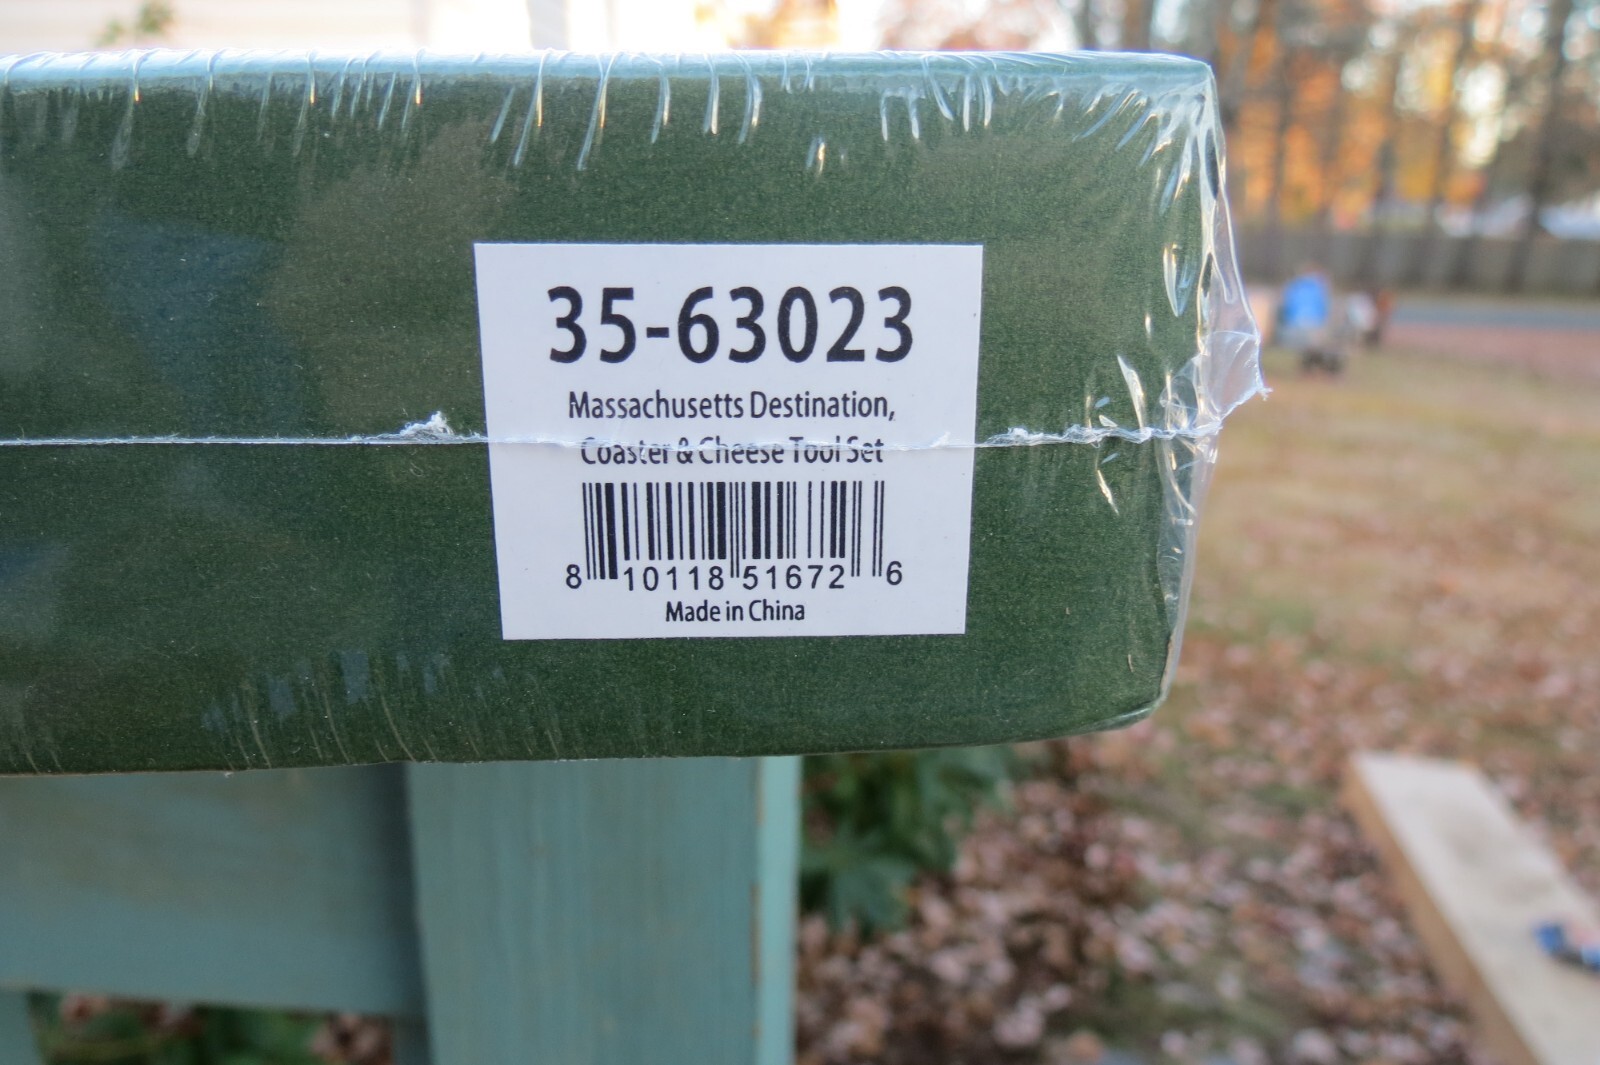 35-63023
Massachusetts Destination,
Coaster & Cheese Tool Set
8 10118 51672 6
Made in China